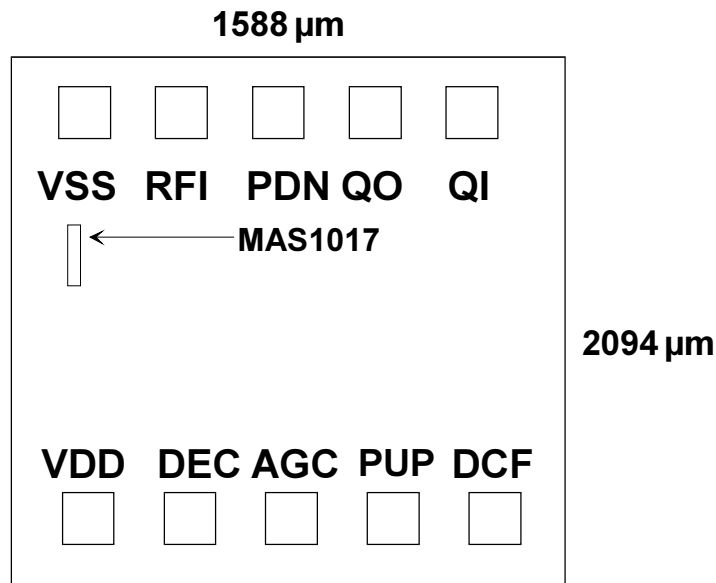 1588 µm
VSS RFI PDN QO QI
MAS1017
2094 µm
VDD DEC AGC PUP DCF